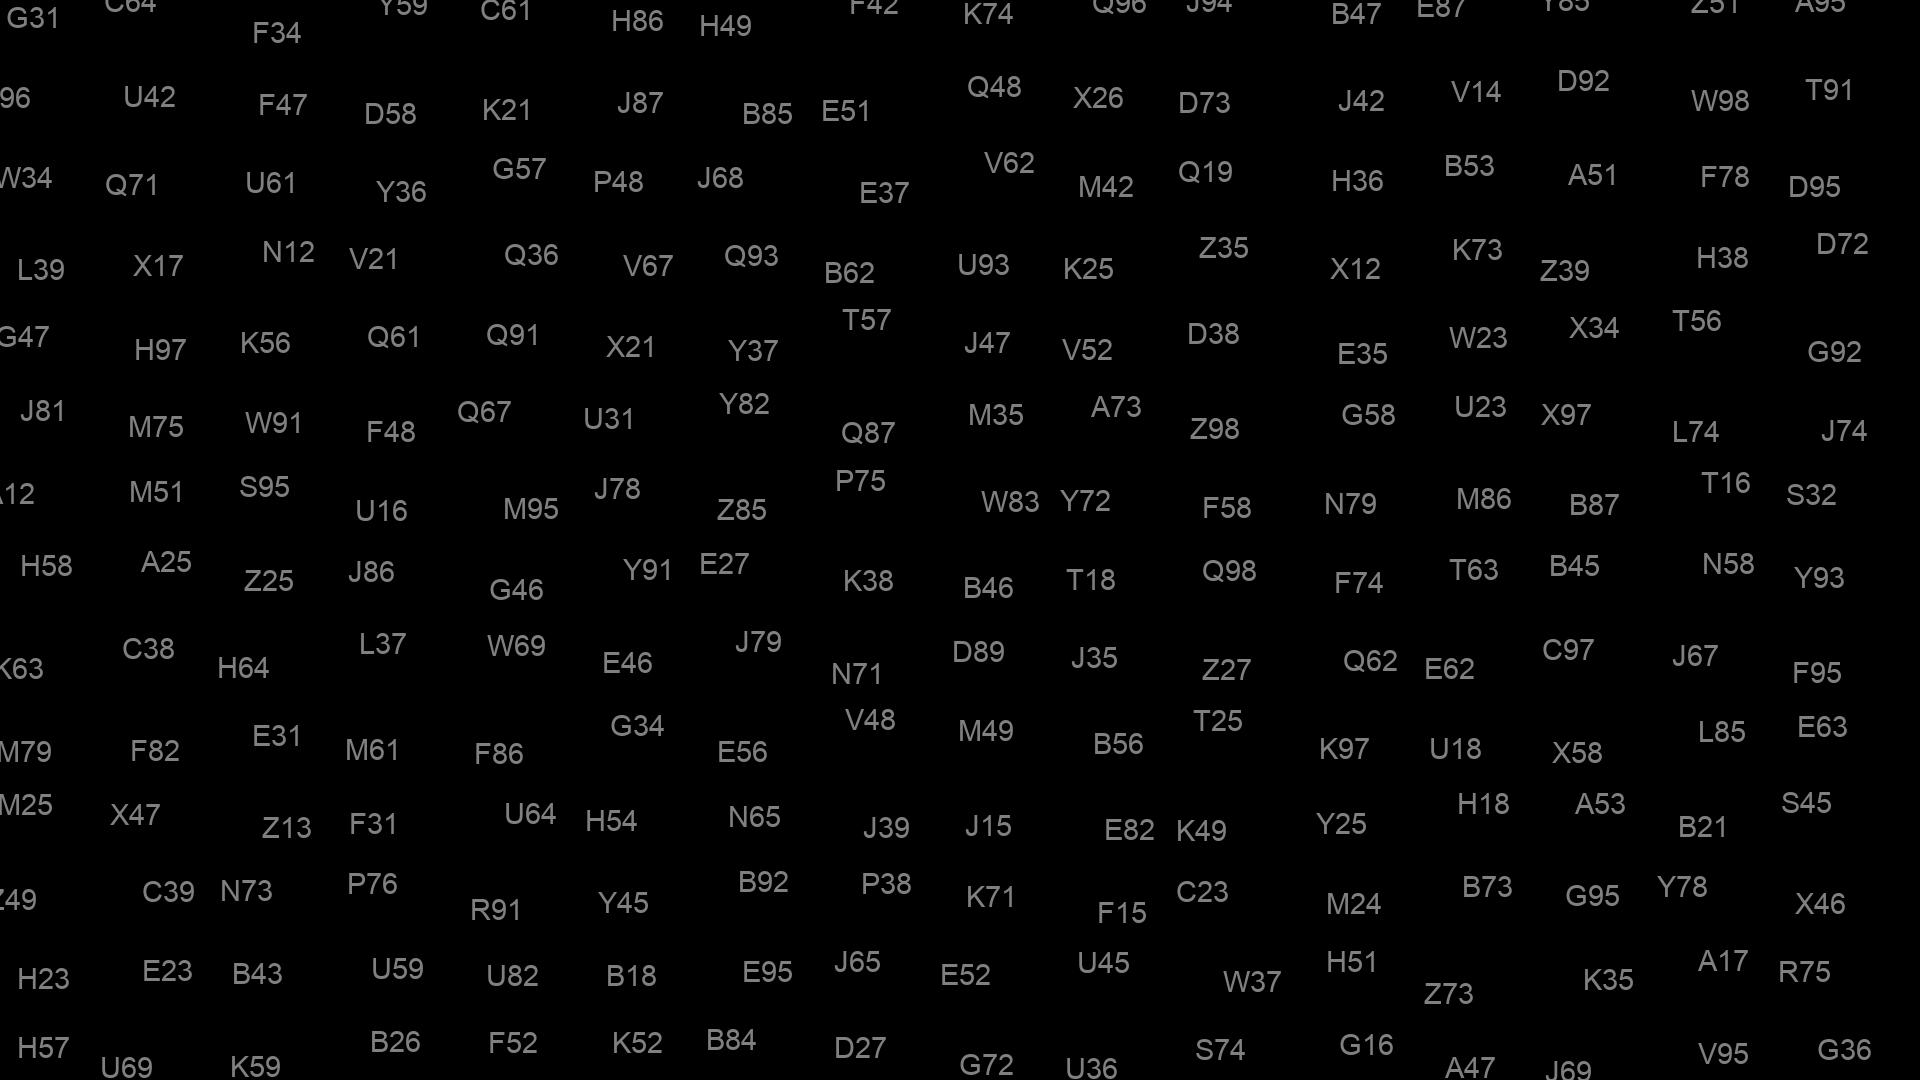 G31 C64 F34 Y59 C61 H86 H49 F42 K74 Q96 J94 B47 E87 Y85 Z51 A95
96 U42 F47 D58 K21 J87 B85 E51 Q48 X26 D73 J42 V14 D92 W98 T91
W34 Q71 U61 Y36 G57 P48 J68 E37 V62 M42 Q19 H36 B53 A51 F78 D95
L39 X17 N12 V21 Q36 V67 Q93 B62 U93 K25 Z35 X12 K73 Z39 H38 D72
G47 H97 K56 Q61 Q91 X21 Y37 T57 J47 V52 D38 E35 W23 X34 T56 G92
J81 M75 W91 F48 Q67 U31 Y82 Q87 M35 A73 Z98 G58 U23 X97 L74 J74
12 M51 S95 U16 M95 J78 Z85 P75 W83 Y72 F58 N79 M86 B87 T16 S32
H58 A25 Z25 J86 G46 Y91 E27 K38 B46 T18 Q98 F74 T63 B45 N58 Y93
K63 C38 H64 L37 W69 E46 J79 N71 D89 J35 Z27 Q62 E62 C97 J67 F95
M79 F82 E31 M61 F86 G34 E56 V48 M49 B56 T25 K97 U18 X58 L85 E63
M25 X47 Z13 F31 U64 H54 N65 J39 J15 E82 K49 Y25 H18 A53 B21 S45
Z49 C39 N73 P76 R91 Y45 B92 P38 K71 F15 C23 M24 B73 G95 Y78 X46
H23 E23 B43 U59 U82 B18 E95 J65 E52 U45 W37 H51 Z73 K35 A17 R75
H57 U69 K59 B26 F52 K52 B84 D27 G72 U36 S74 G16 A47 J69 V95 G36